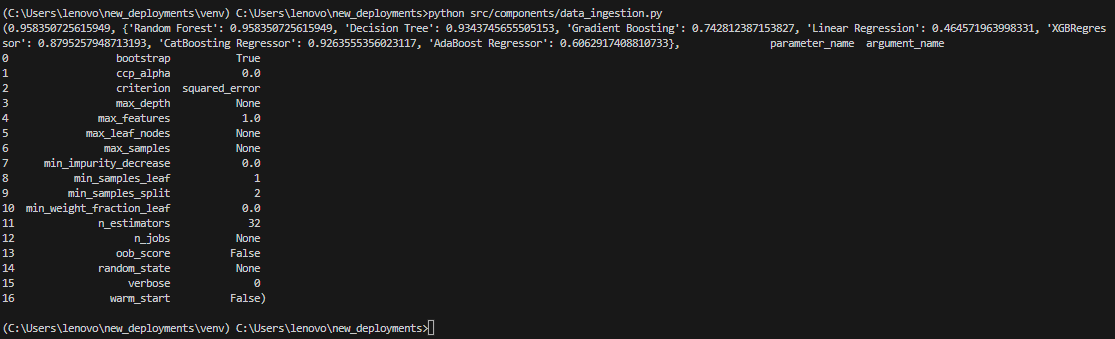 (C:\Users\lenovo\new_deployments\venv) C:\Users\lenovo\new_deployments>python src/components/data_ingestion.py
(0.958350725615949, {'Random Forest': 0.958350725615949, 'Decision Tree': 0.9343745655505153, 'Gradient Boosting': 0.742812387153827, 'Linear Regression': 0.464571963998331, 'XGBRegres
sor': 0.8795257948713193, 'CatBoosting Regressor': 0.9263555356023117, 'AdaBoost Regressor': 0.6062917408810733},              parameter_name  argument_name
0                  bootstrap           True
1                  ccp_alpha            0.0
2                  criterion  squared_error
3                  max_depth           None
4               max_features            1.0
5             max_leaf_nodes           None
6                max_samples           None
7      min_impurity_decrease            0.0
8           min_samples_leaf              1
9          min_samples_split              2
10  min_weight_fraction_leaf            0.0
11              n_estimators             32
12                    n_jobs           None
13                 oob_score          False
14              random_state           None
15                   verbose              0
16                warm_start          False)
(C:\Users\lenovo\new_deployments\venv) C:\Users\lenovo\new_deployments>